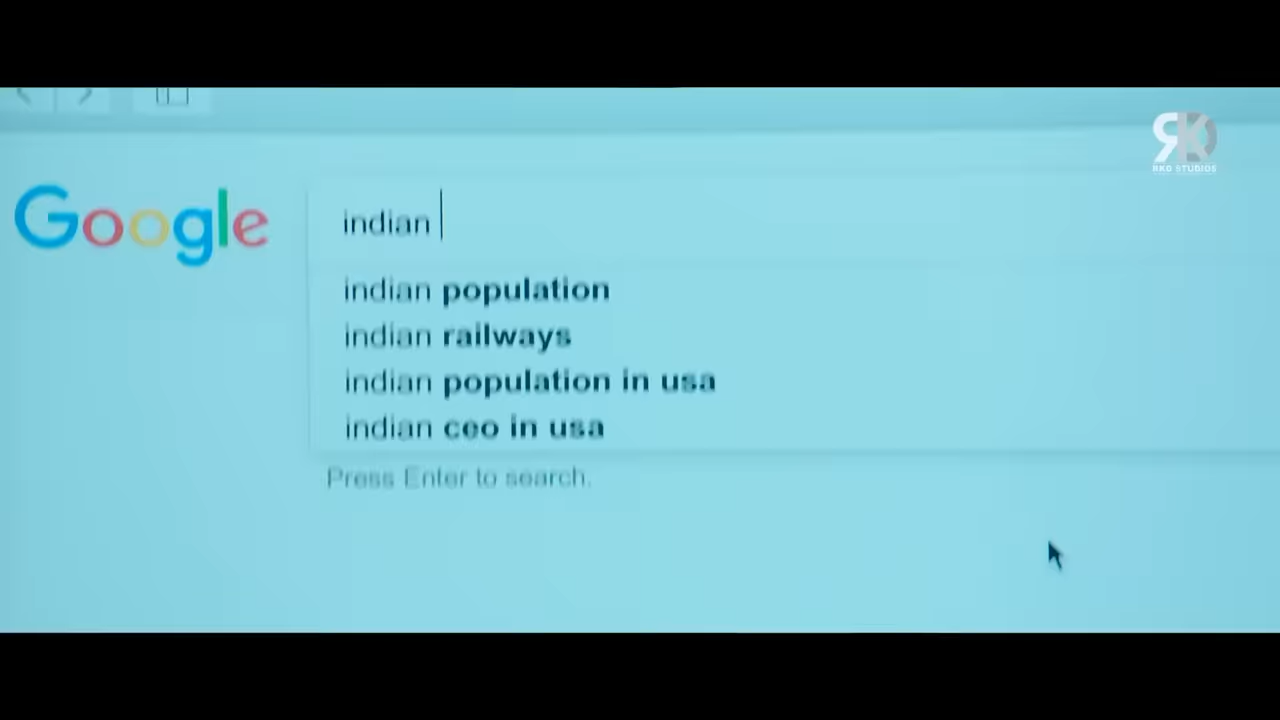 RKD
RKD STUDIOS
Google
indian
indian population
indian railways
indian population in usa
indian ceo in usa
Press Enter to search.